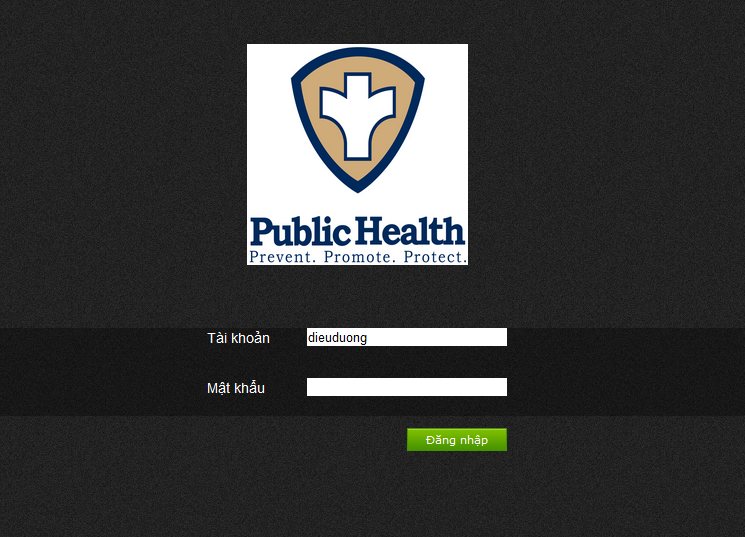 Public Health
Prevent. Promote. Protect.
Tài khoản
dieuduong
Mật khẩu
Đăng nhập